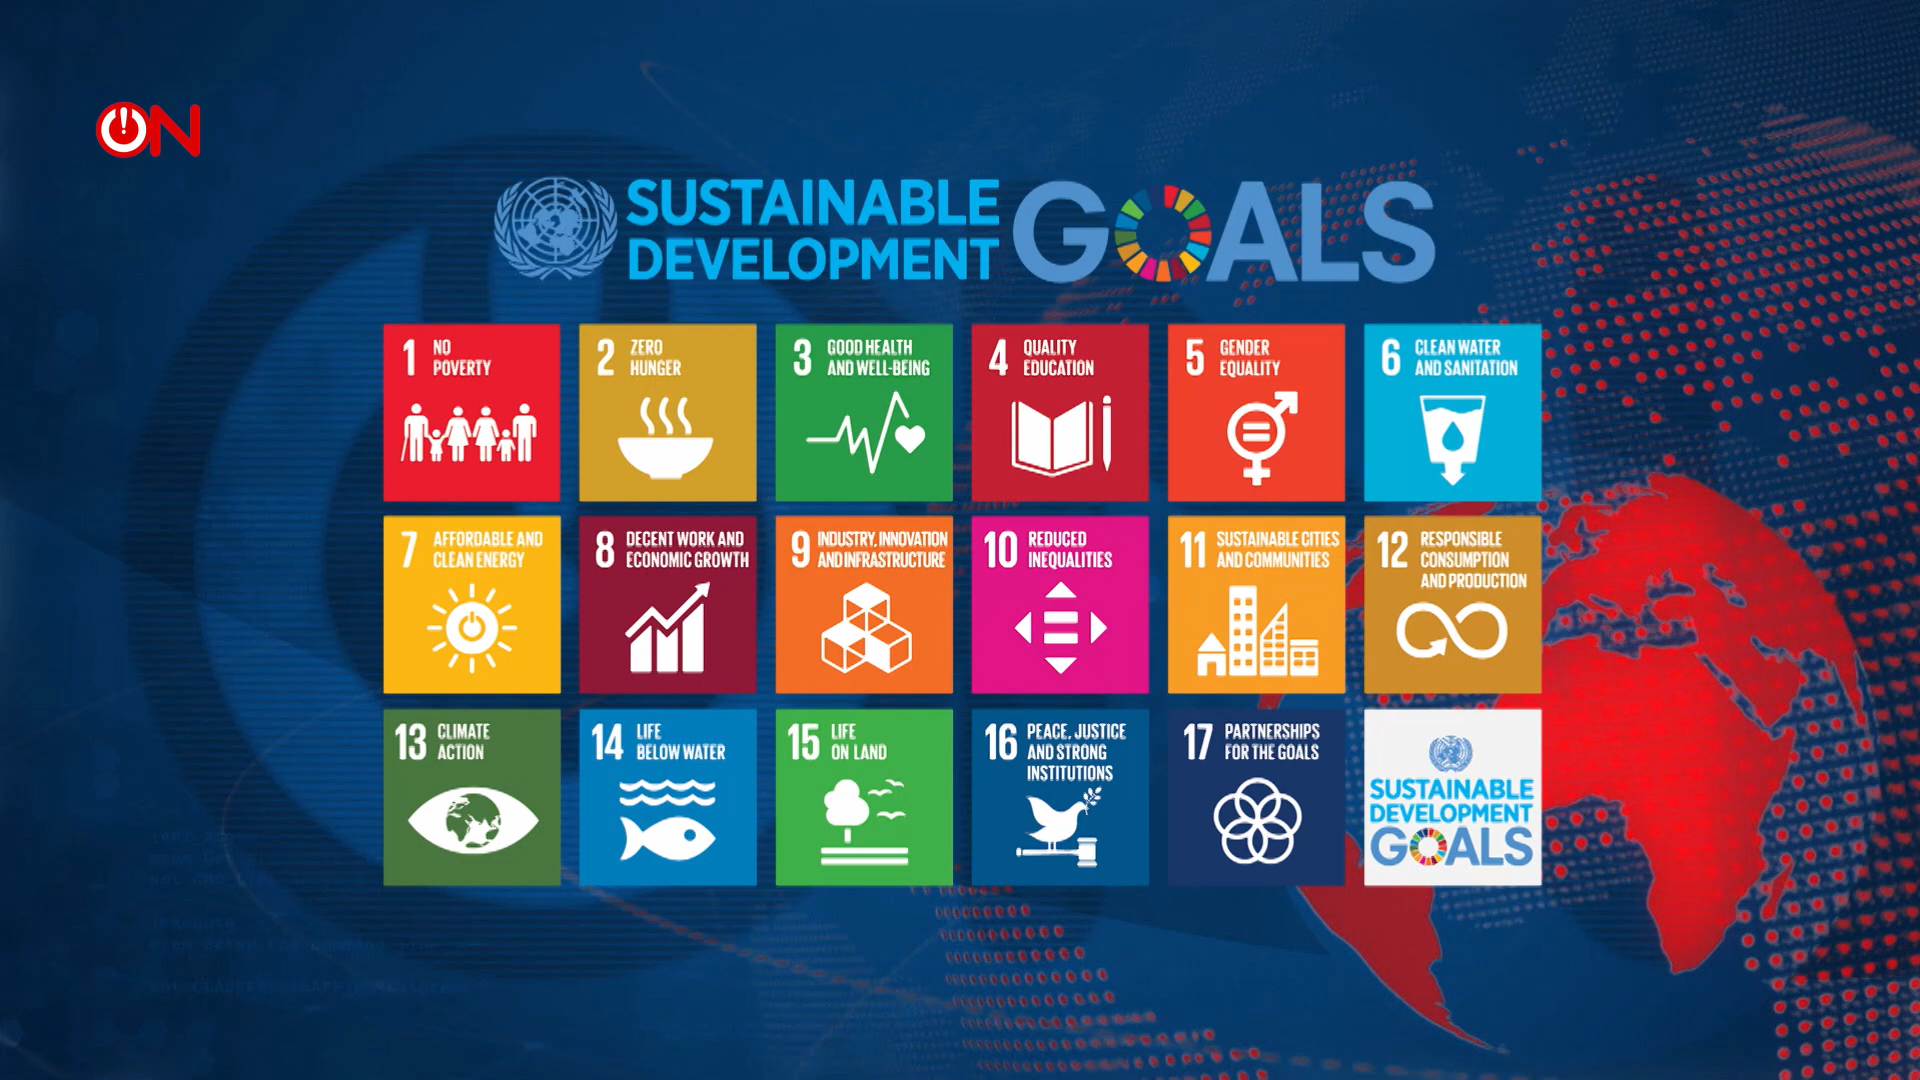 ON
SUSTAINABLE
DEVELOPMENT
GOALS
1 NO
POVERTY
2 ZERO
HUNGER
3 GOOD HEALTH
AND WELL-BEING
4 QUALITY
EDUCATION
5 GENDER
EQUALITY
6 CLEAN WATER
AND SANITATION
7 AFFORDABLE AND
CLEAN ENERGY
8 DECENT WORK AND
ECONOMIC GROWTH
9 INDUSTRY, INNOVATION
AND INFRASTRUCTURE
10 REDUCED
INEQUALITIES
11 SUSTAINABLE CITIES
AND COMMUNITIES
12 RESPONSIBLE
CONSUMPTION
AND PRODUCTION
13 CLIMATE
ACTION
14 LIFE
BELOW WATER
15 LIFE
ON LAND
16 PEACE, JUSTICE
AND STRONG
INSTITUTIONS
17 PARTNERSHIPS
FOR THE GOALS
SUSTAINABLE
DEVELOPMENT
GOALS